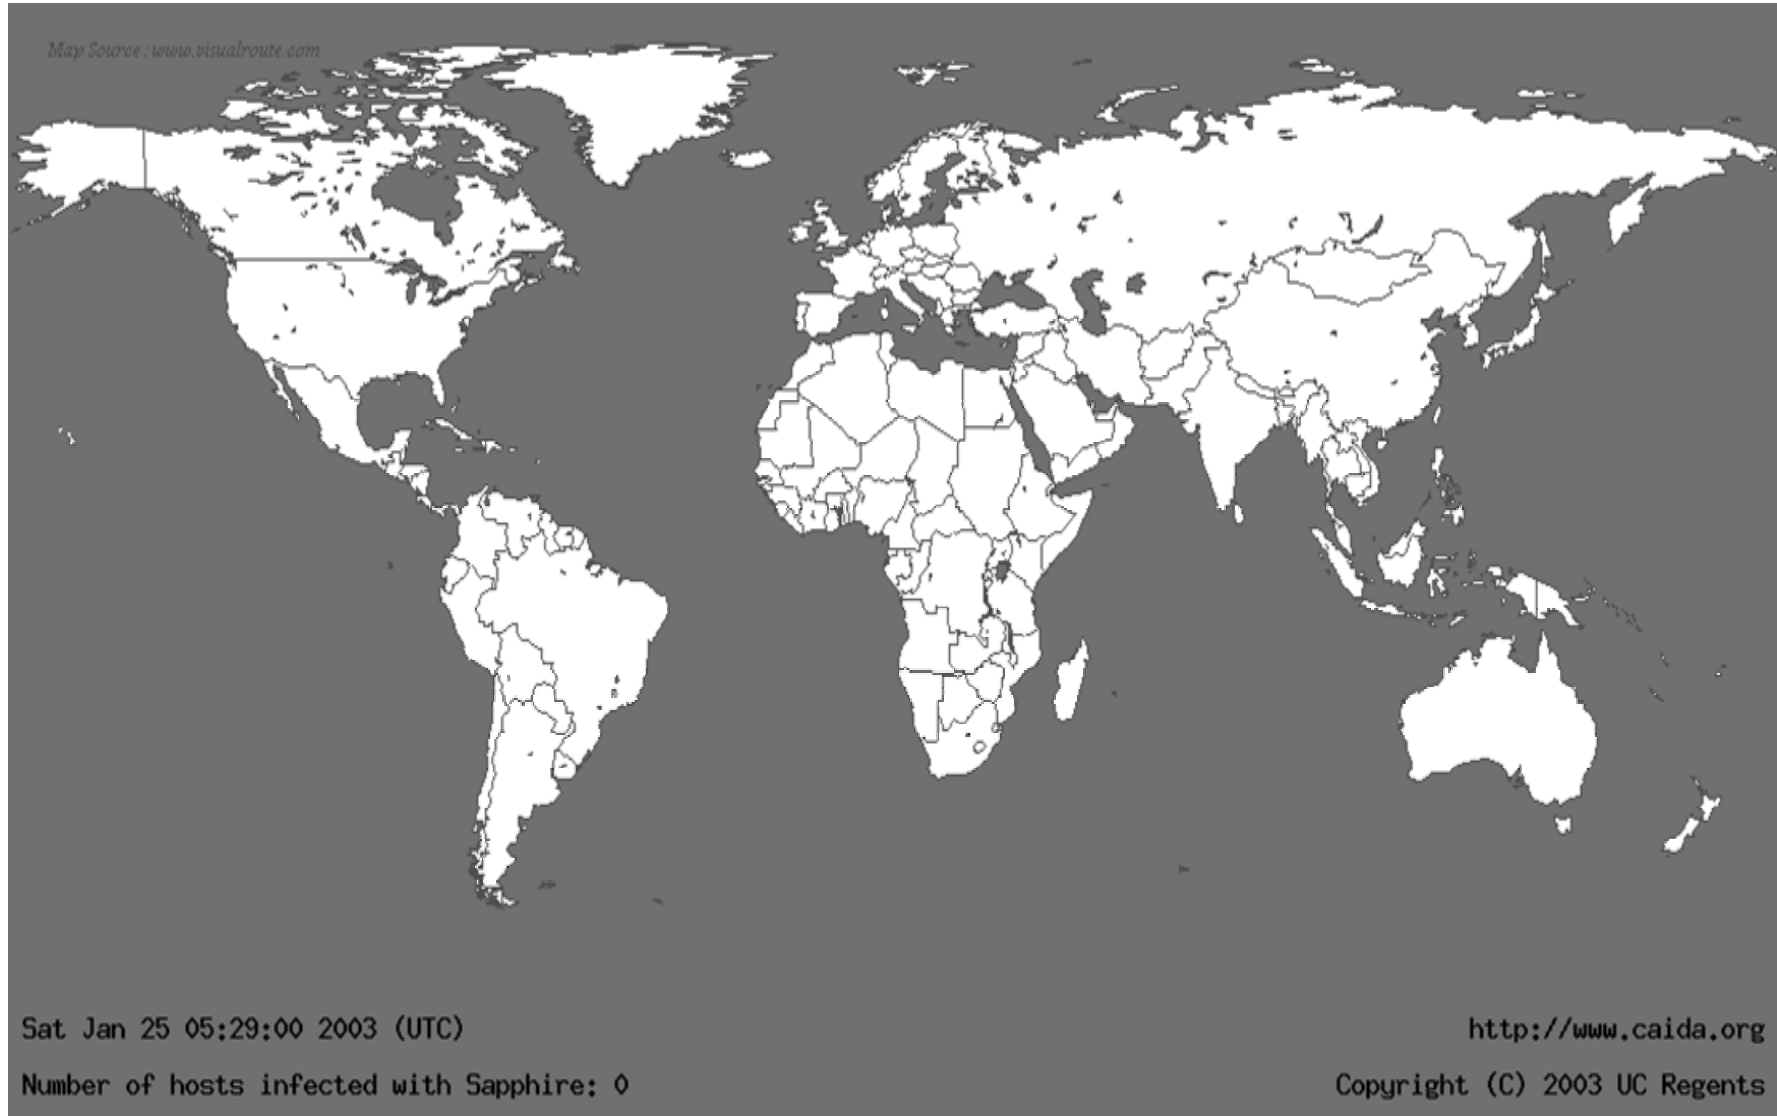 Map Source : www.visualroute.com
Sat Jan 25 05:29:00 2003 (UTC)
http://www.caida.org
Number of hosts infected with Sapphire: 0
Copyright (C) 2003 UC Regents